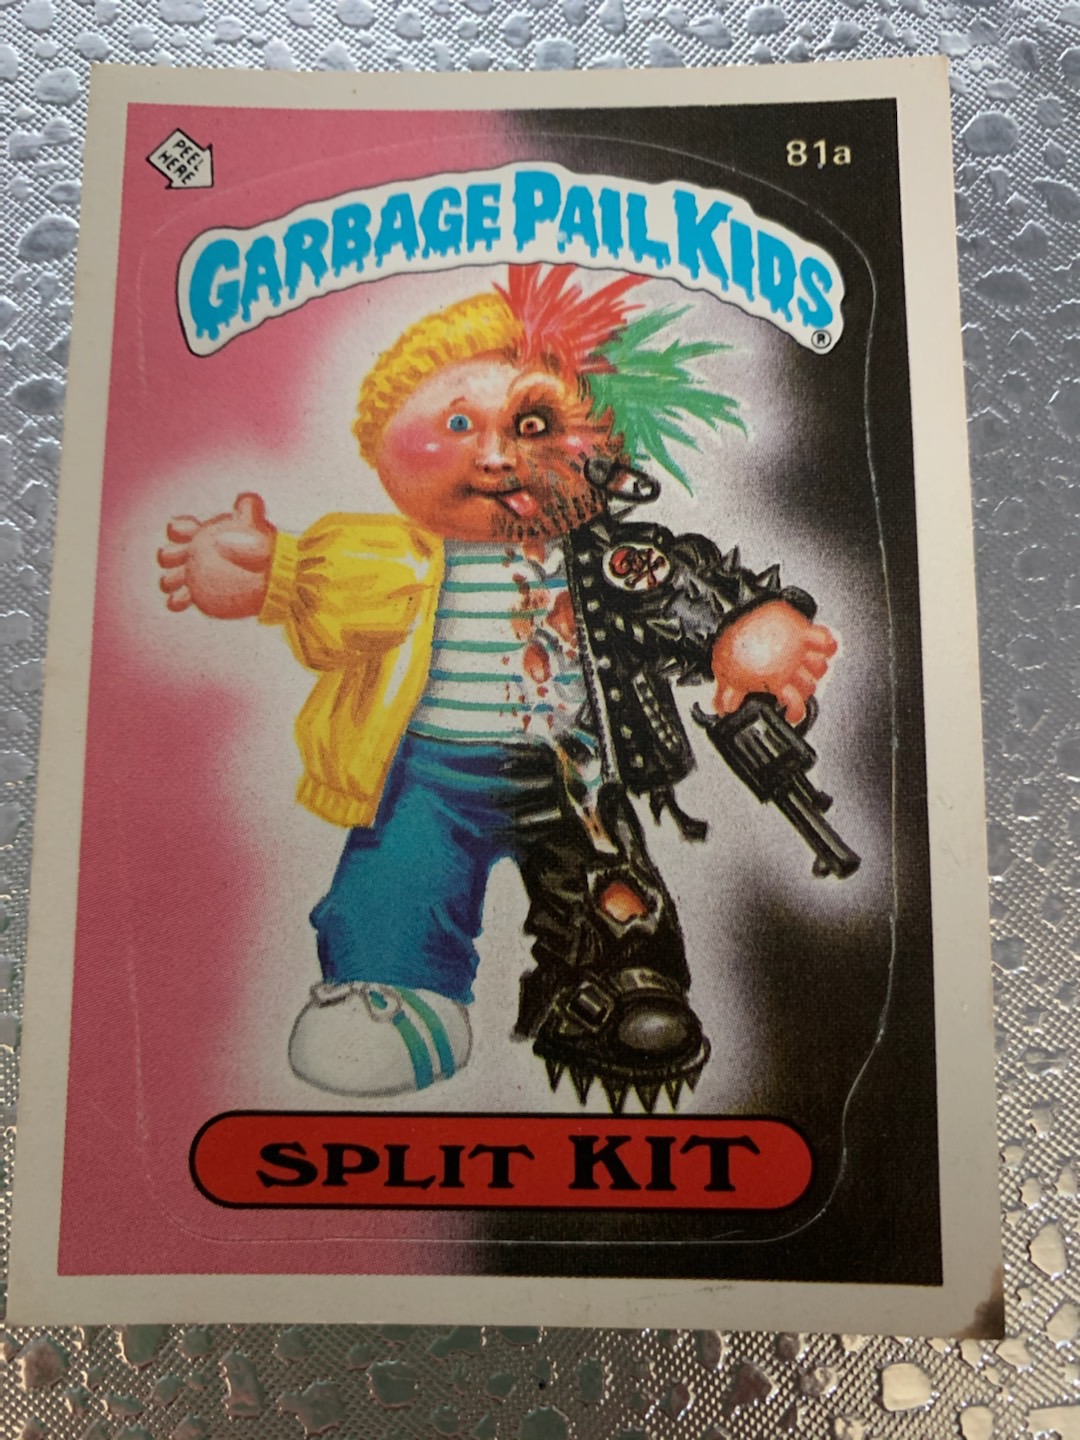 PEEL
HERE
81a
GARBAGE PAIL KIDS
®
SPLIT KIT